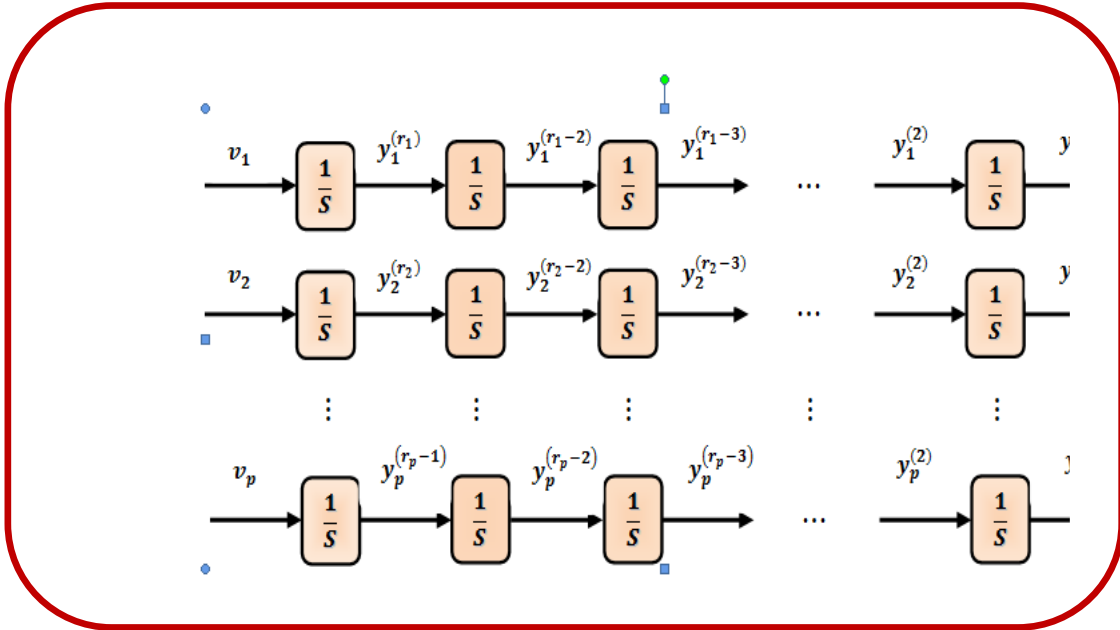 v₁ y₁^(r₁) y₁^(r₁−2) y₁^(r₁−3) y₁^(2) y
1/S 1/S 1/S ... 1/S
v₂ y₂^(r₂) y₂^(r₂−2) y₂^(r₂−3) y₂^(2) y
1/S 1/S 1/S ... 1/S
⋮ ⋮ ⋮ ⋮ ⋮
v_p y_p^(r_p−1) y_p^(r_p−2) y_p^(r_p−3) y_p^(2)
1/S 1/S 1/S ... 1/S